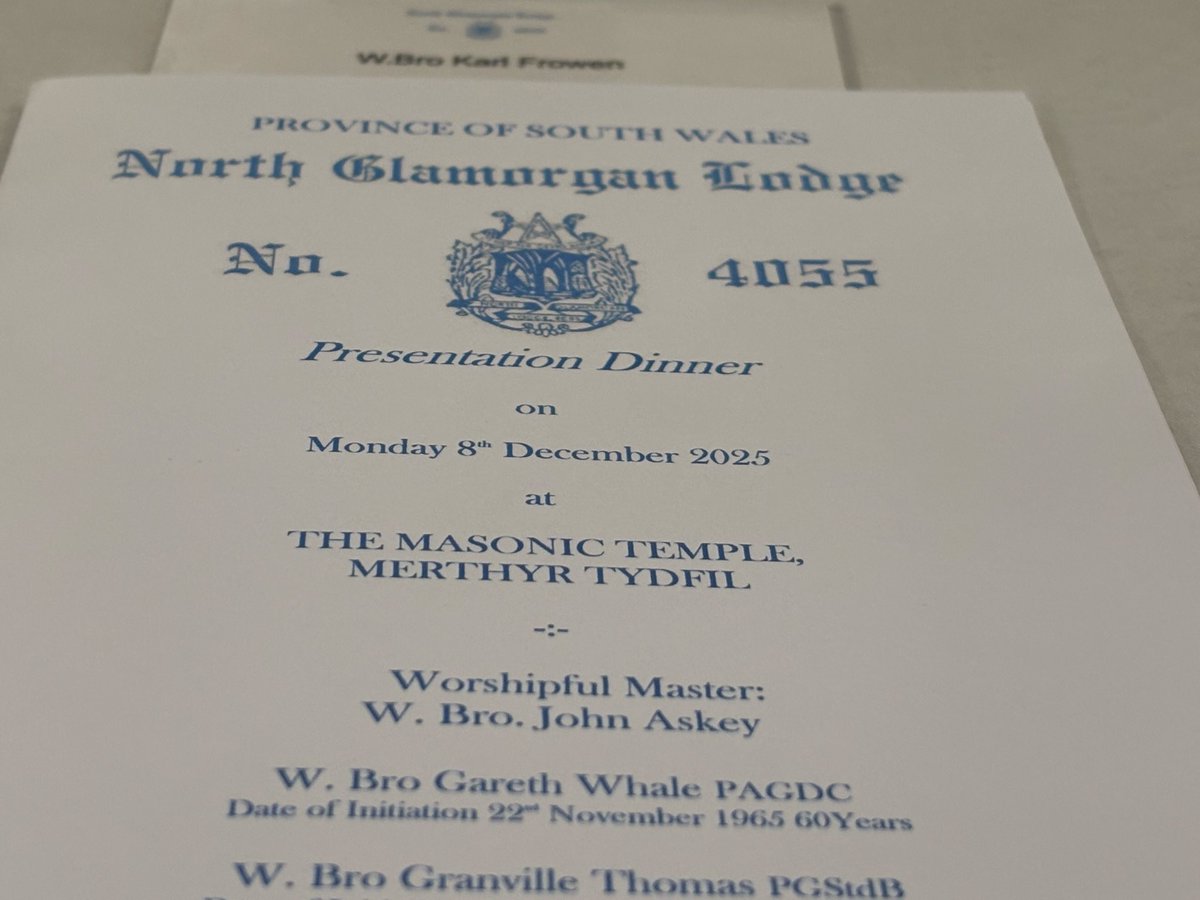 W.Bro Karl Frowen
PROVINCE OF SOUTH WALES
North Glamorgan Lodge
No. 4055
Presentation Dinner
on
Monday 8th December 2025
at
THE MASONIC TEMPLE,
MERTHYR TYDFIL
-:-
Worshipful Master:
W. Bro. John Askey
W. Bro Gareth Whale PAGDC
Date of Initiation 22nd November 1965 60Years
W. Bro Granville Thomas PGStdB